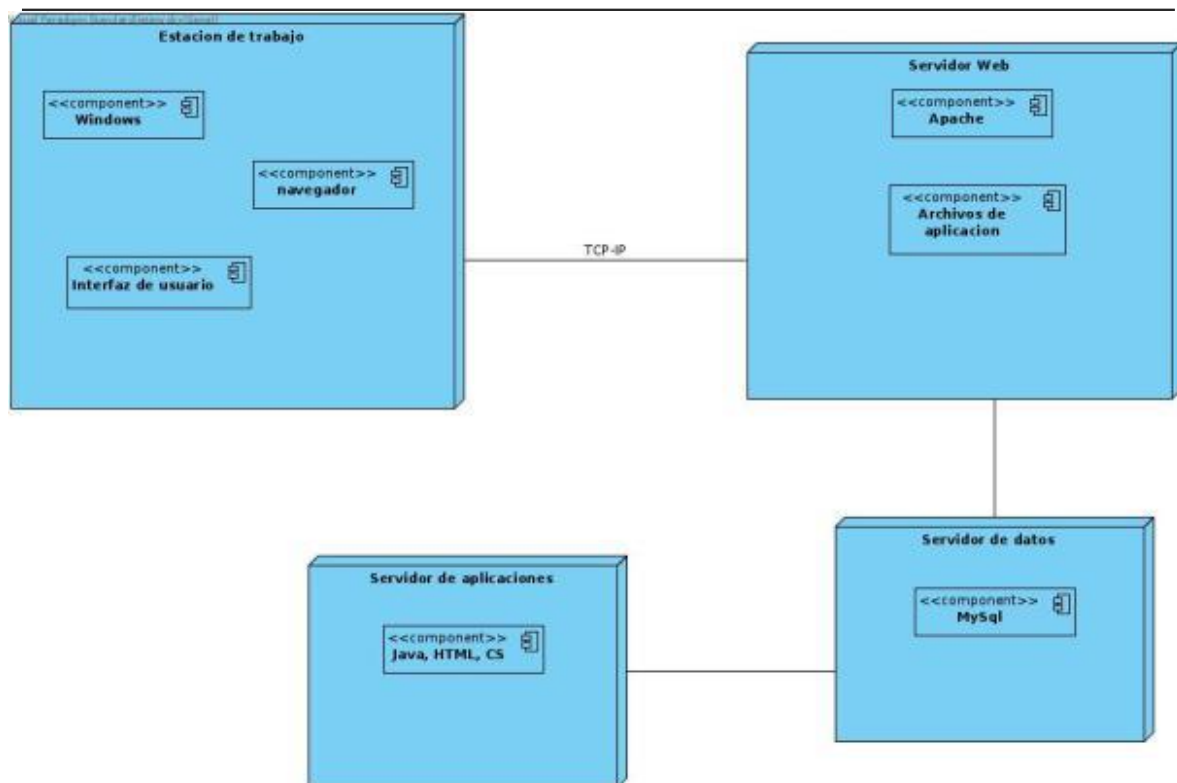 Estacion de trabajo
<<component>>
Windows
<<component>>
navegador
<<component>>
Interfaz de usuario
TCP-IP
Servidor Web
<<component>>
Apache
<<component>>
Archivos de
aplicacion
Servidor de datos
<<component>>
MySql
Servidor de aplicaciones
<<component>>
Java, HTML, CS